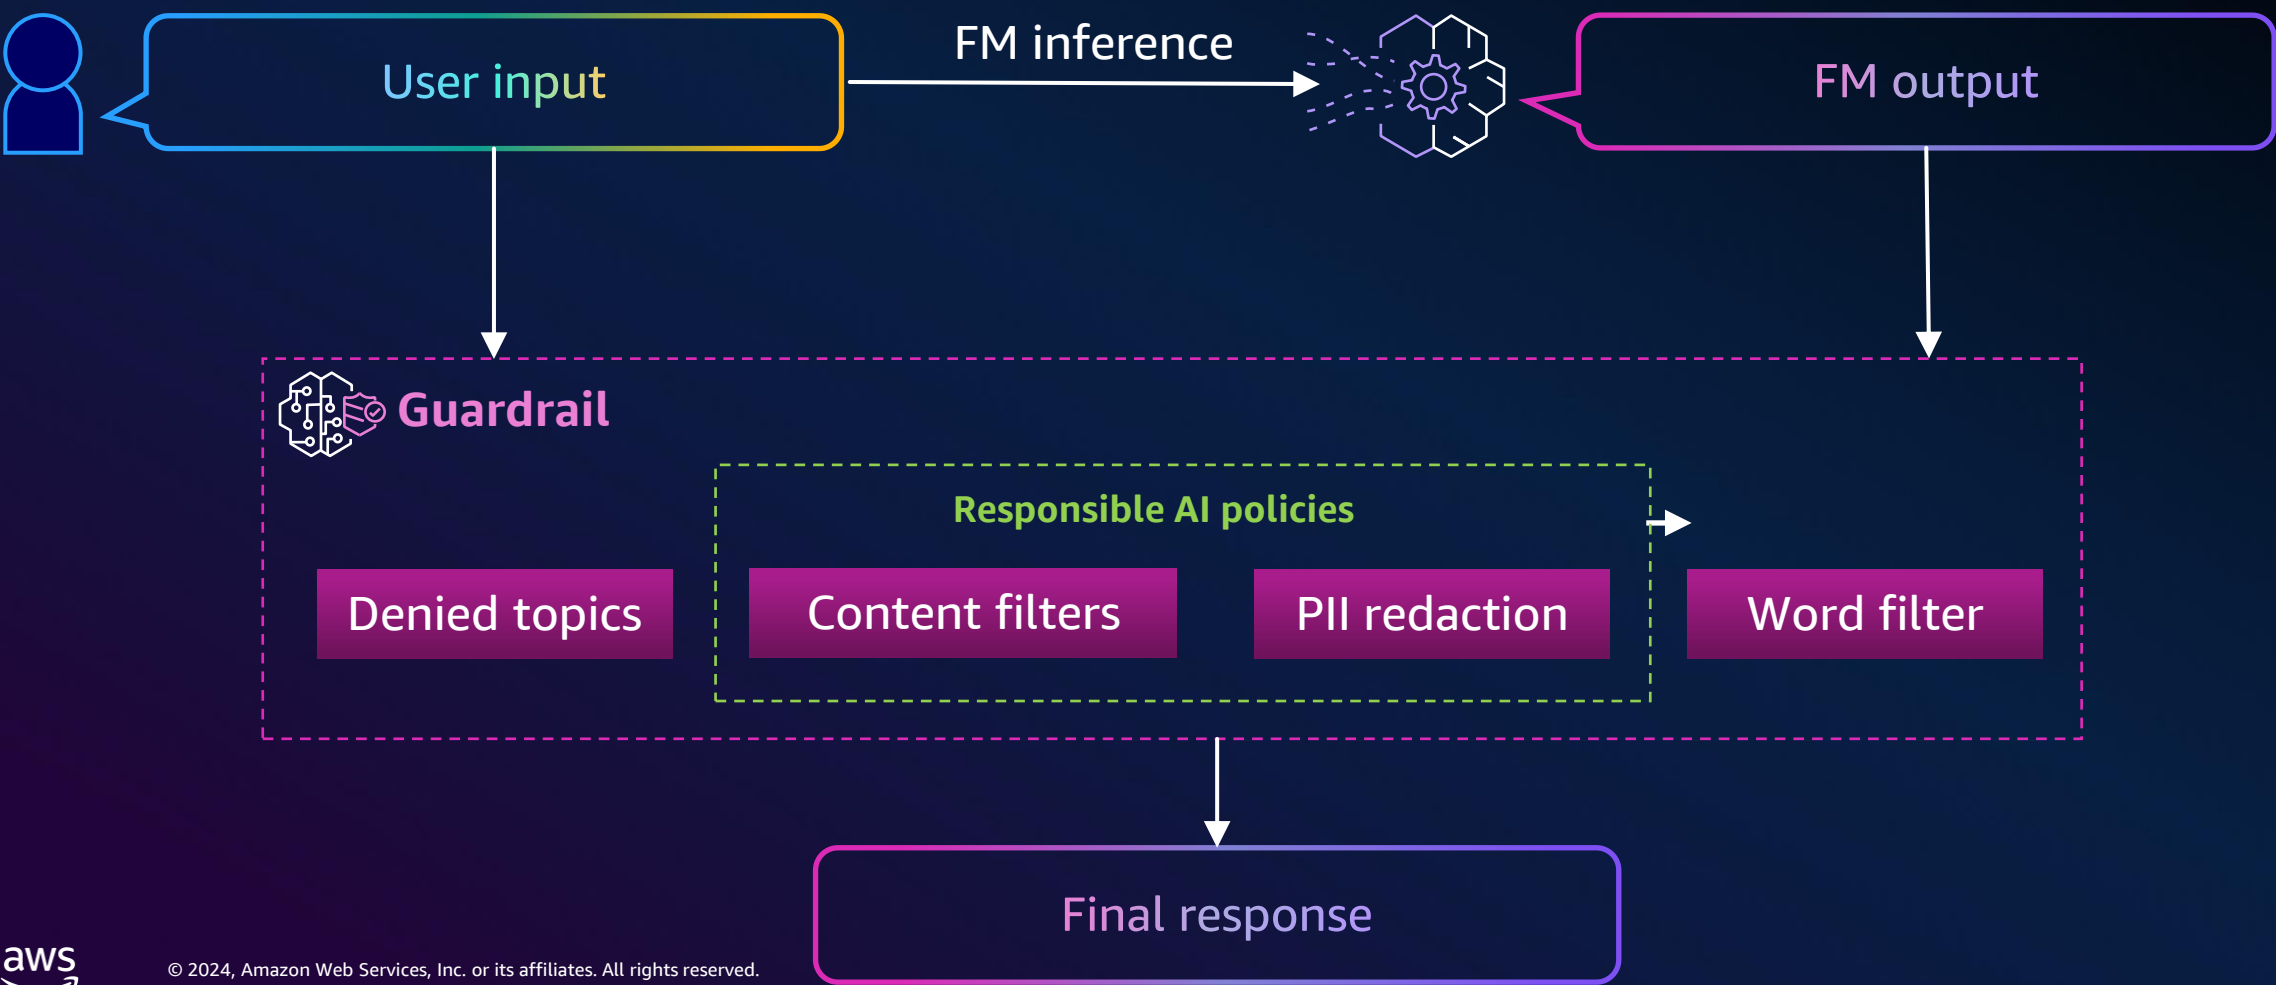 User input
FM inference
FM output
Guardrail
Responsible AI policies
Denied topics
Content filters
PII redaction
Word filter
Final response
aws
© 2024, Amazon Web Services, Inc. or its affiliates. All rights reserved.